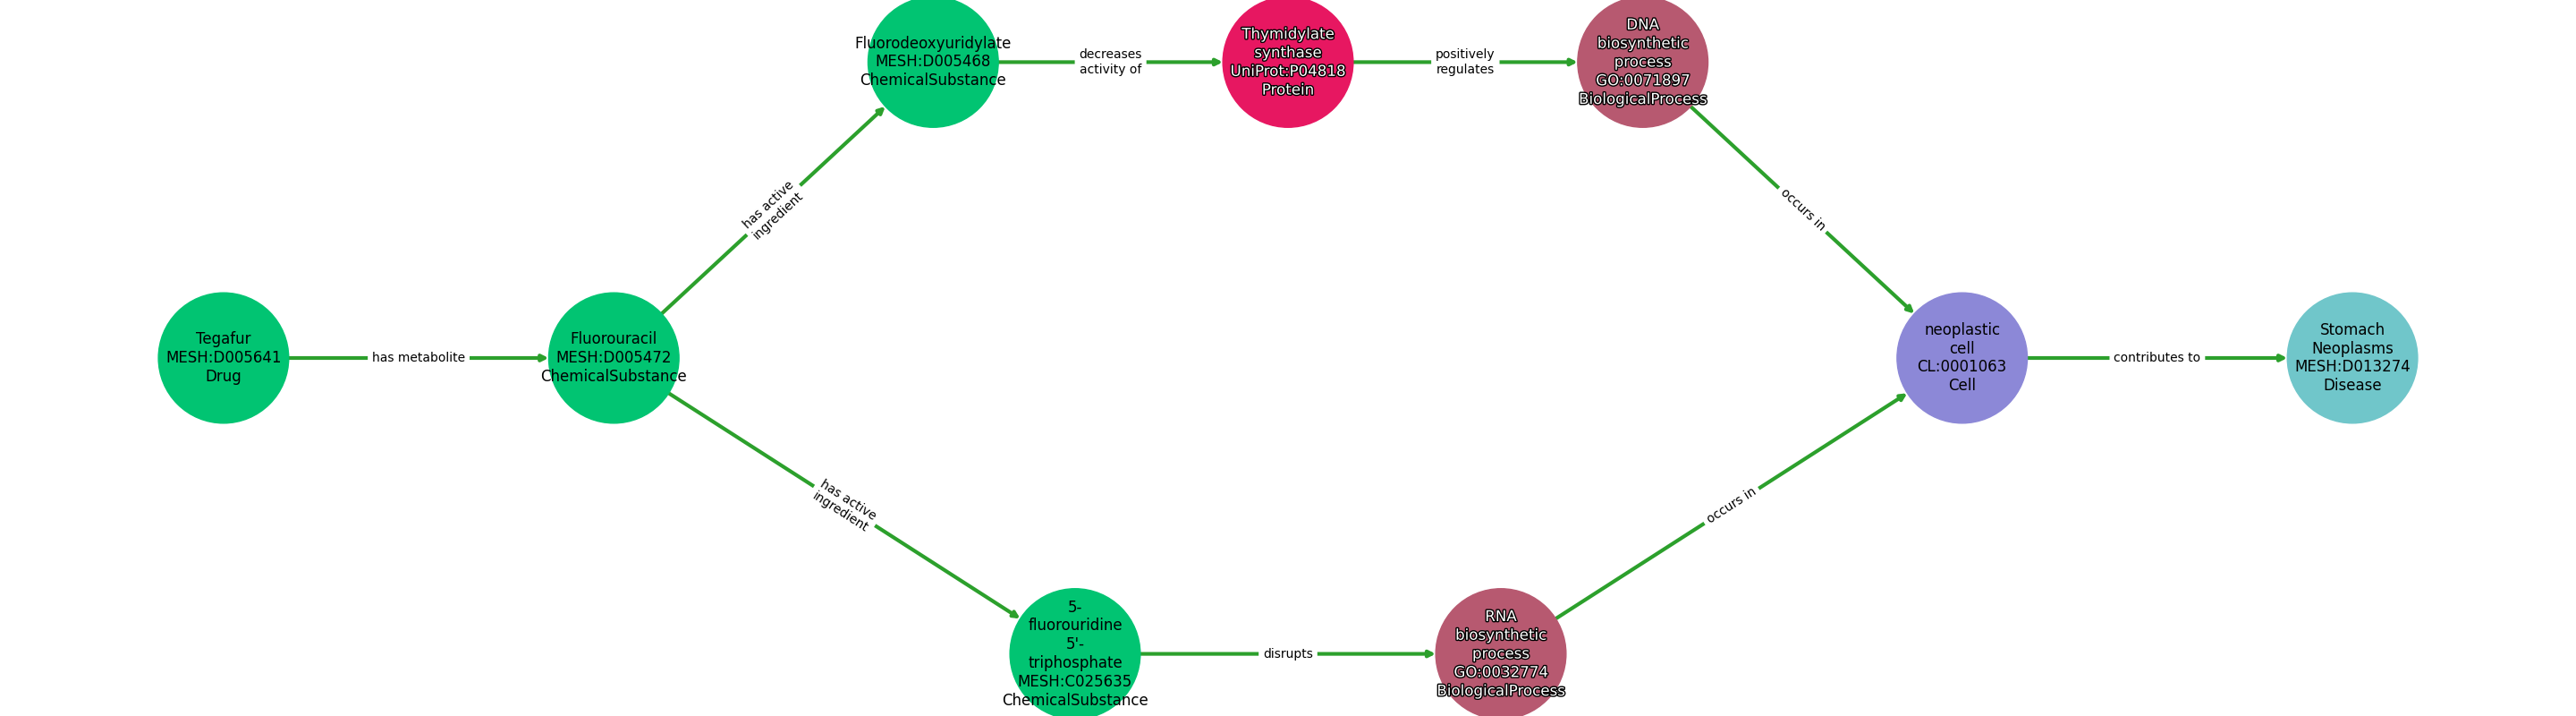 Fluorodeoxyuridylate
MESH:D005468
ChemicalSubstance
decreases
activity of
Thymidylate
synthase
UniProt:P04818
Protein
positively
regulates
DNA
biosynthetic
process
GO:0071897
BiologicalProcess
has active
ingredient
occurs in
Tegafur
MESH:D005641
Drug
has metabolite
Fluorouracil
MESH:D005472
ChemicalSubstance
neoplastic
cell
CL:0001063
Cell
contributes to
Stomach
Neoplasms
MESH:D013274
Disease
has active
ingredient
occurs in
5-
fluorouridine
5'-
triphosphate
MESH:C025635
ChemicalSubstance
disrupts
RNA
biosynthetic
process
GO:0032774
BiologicalProcess